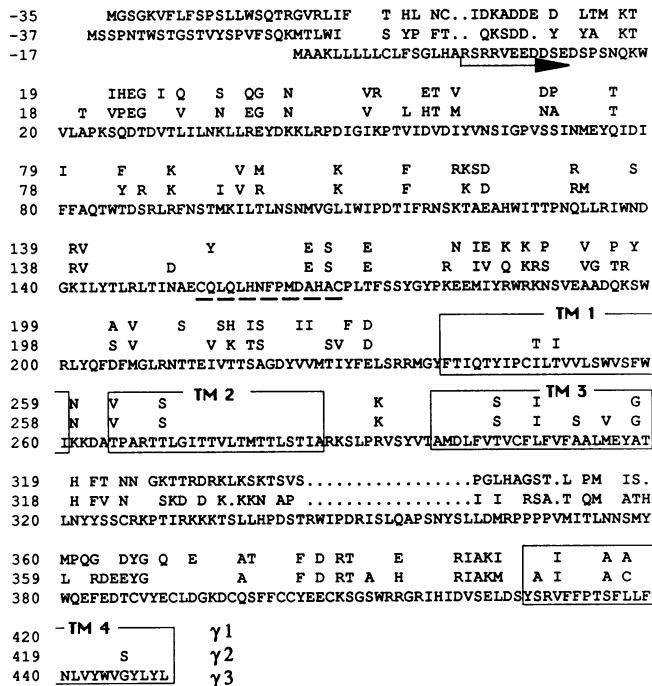 -35 MGSGKVFLFSPSLLWSQTRGVRLIF T HL NC..IDKADDE D LTM KT
-37 MSSPNTWSTGSTVYSPVFSQKMTLWI S YP FT..QKSDD.Y YA KT
-17 MAAKLLLLLCLFSGLHARSRRVEEDDSEDSPSNQKW
19 IHEG I Q S QG N VR ET V DP T
18 T VPEG V N EG N V L HT M NA T
20 VLAPKSQDTDVTLILNKLLREYDKKLRPDIGIKPTVIDVDIYVNSIGPVSSINMEYQIDI
79 I F K V M K F RKSD R S
78 Y R K I V R K F K D RM
80 FFAQTWTDSRLRFNSTMKILTLNSNMVGLIWIPDTIFRNSKTAEAHWITTPNQLLRIWND
139 RV Y E S E N IE K K P V P Y
138 RV D E S E R IV Q KRS VG TR
140 GKILYTLRLTINAECQLQLHNFPMDAHACPLTFSSYGYPKEEMIYRWRKNSVEAADQKSW
TM 1
199 A V S SH IS II F D
198 S V V K TS SV D T I
200 RLYQFDFMGLRNTTEIVTTSAGDYVVMTIYFELSRRMGYFTIQTYIPCILTVVLSWVSFW
TM 2 TM 3
259 N V S K S I G
258 N V S K S I S M V G
260 IKKDATPARTTLGITTVLTMTTLSTIARKSLPRVSYVTAMDLFVTVCFLFVFAALMEYAT
319 H FT NN GKTTRDRKLKSKTSVS.................PGLHAGST.L PM IS.
318 H FV N SKD D K.KKN AP .................I I RSA.T QM ATH
320 LNYYSSCRKPTIRKKKTSLLHPDSTRWIPDRISLQAPSNYSLLDMRPPPPVMITLNNSMY
360 MPQG DYG Q E AT F D RT E RIAKI I A A
359 L RDEEYG A F D RT A H RIAKM A I A C
380 WQEFEDTCVYECLDGKDCQSFFCCYEECKSGSWRRGRIHIDVSELDSYSRVFFPTSFLLF
TM 4
420 γ1
419 S γ2
440 NLVYWVGYLYL γ3